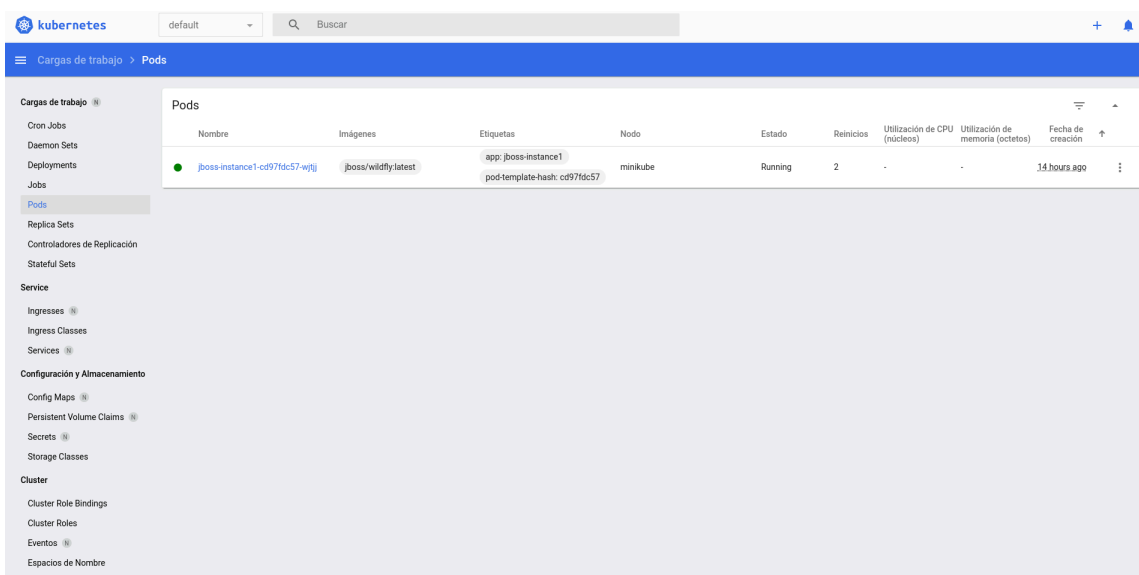 kubernetes
default
Buscar
Cargas de trabajo > Pods
Cargas de trabajo N
Cron Jobs
Daemon Sets
Deployments
Jobs
Pods
Replica Sets
Controladores de Replicación
Stateful Sets
Service
Ingresses N
Ingress Classes
Services N
Configuración y Almacenamiento
Config Maps N
Persistent Volume Claims N
Secrets N
Storage Classes
Cluster
Cluster Role Bindings
Cluster Roles
Eventos N
Espacios de Nombre
Pods
Nombre Imágenes Etiquetas Nodo Estado Reinicios Utilización de CPU (núcleos) Utilización de memoria (octetos) Fecha de creación
jboss-instance1-cd97fdc57-wjtjj jboss/wildfly:latest app: jboss-instance1 minikube Running 2 - - 14 hours ago
pod-template-hash: cd97fdc57